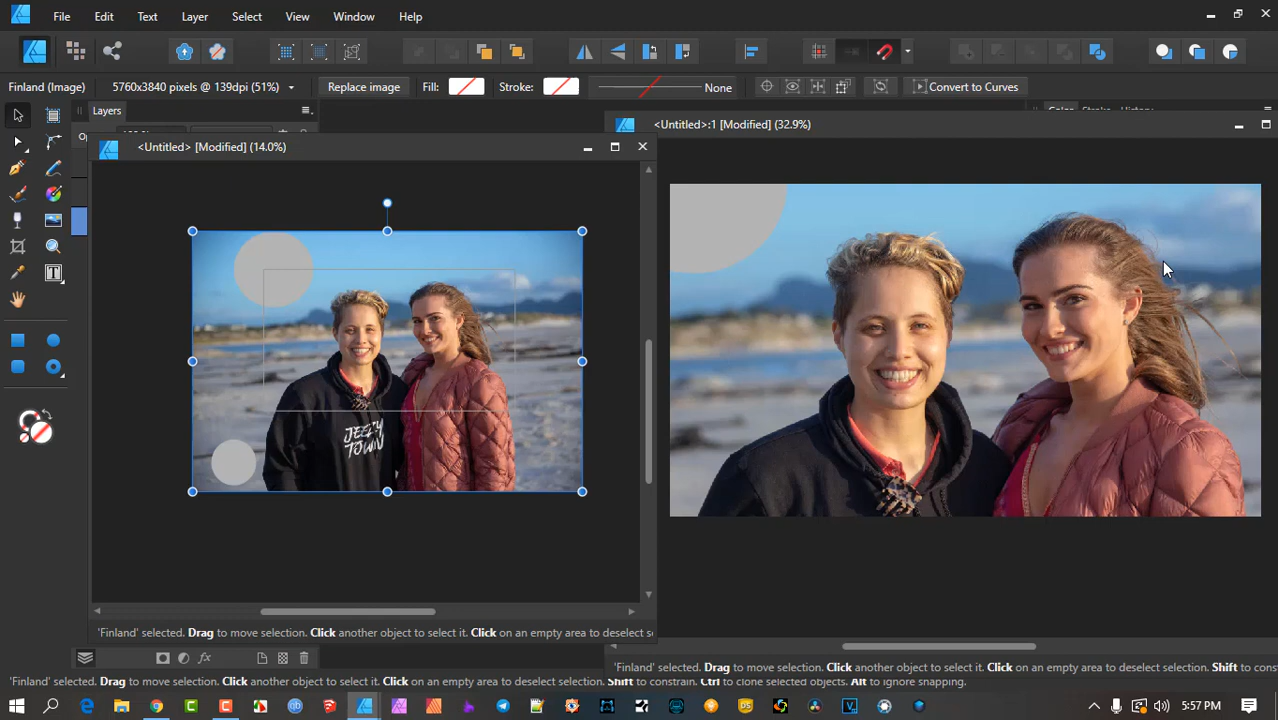 File Edit Text Layer Select View Window Help
Finland (Image) 5760x3840 pixels @ 139dpi (51%) Replace image Fill: Stroke: None Convert to Curves
Layers
<Untitled>:1 [Modified] (32.9%)
<Untitled> [Modified] (14.0%)
JEEZY
TOWN
'Finland' selected. Drag to move selection. Click another object to select it. Click on an empty area to deselect s
'Finland' selected. Drag to move selection. Click another object to select it. Click on an empty area to deselect selection. Shift to cons
'Finland' selected. Drag to move selection. Click another object to select it. Click on an empty area to deselect selection. Shift to constrain. Ctrl to clone selected objects. Alt to ignore snapping.
5:57 PM